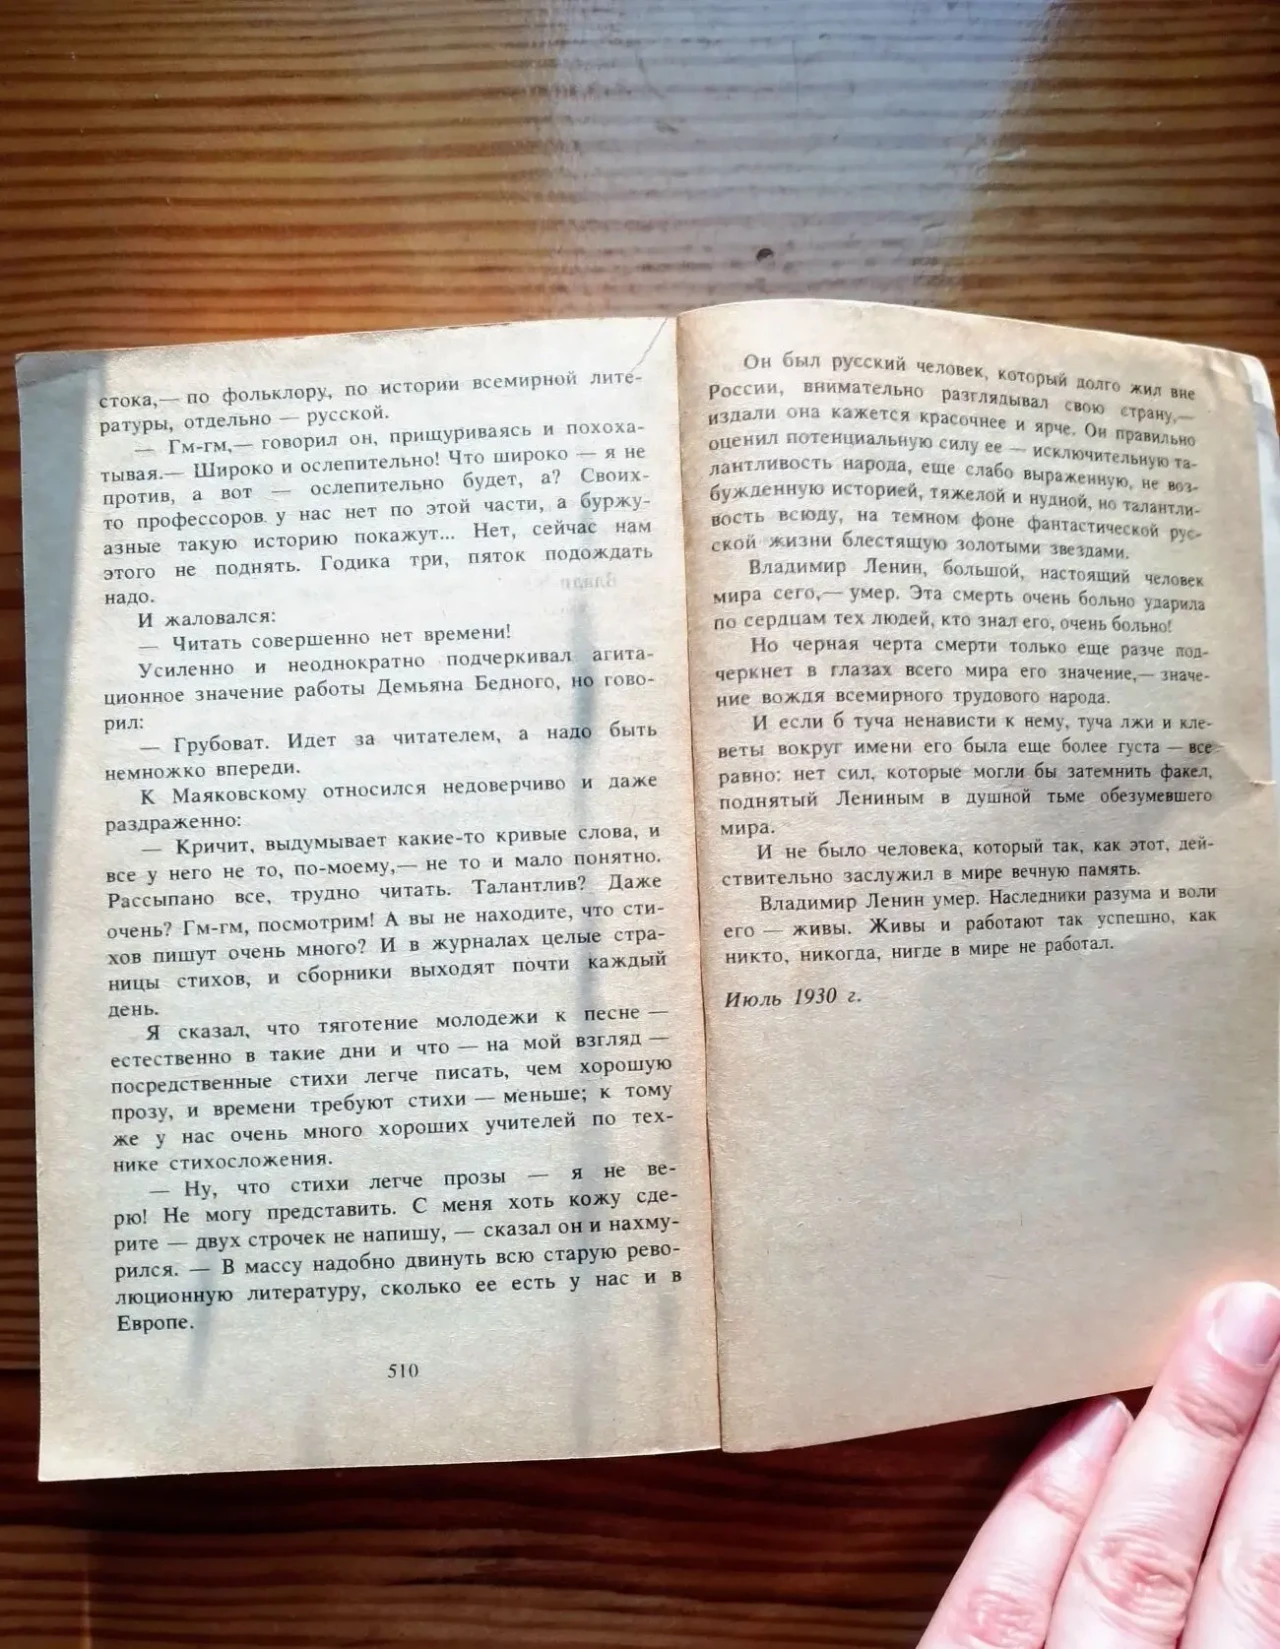 стока,— по фольклору, по истории всемирной лите-
ратуры, отдельно — русской.
— Гм-гм,— говорил он, прищуриваясь и похоха-
тывая.— Широко и ослепительно! Что широко — я не
против, а вот — ослепительно будет, а? Своих-
то профессоров у нас нет по этой части, а буржу-
азные такую историю покажут... Нет, сейчас нам
этого не поднять. Годика три, пяток подождать
надо.
И жаловался:
— Читать совершенно нет времени!
Усиленно и неоднократно подчеркивал агита-
ционное значение работы Демьяна Бедного, но гово-
рил:
— Грубоват. Идет за читателем, а надо быть
немножко впереди.
К Маяковскому относился недоверчиво и даже
раздраженно:
— Кричит, выдумывает какие-то кривые слова, и
все у него не то, по-моему,— не то и мало понятно.
Рассыпано все, трудно читать. Талантлив? Даже
очень? Гм-гм, посмотрим! А вы не находите, что сти-
хов пишут очень много? И в журналах целые стра-
ницы стихов, и сборники выходят почти каждый
день.
Я сказал, что тяготение молодежи к песне —
естественно в такие дни и что — на мой взгляд —
посредственные стихи легче писать, чем хорошую
прозу, и времени требуют стихи — меньше; к тому
же у нас очень много хороших учителей по тех-
нике стихосложения.
— Ну, что стихи легче прозы — я не ве-
рю! Не могу представить. С меня хоть кожу сде-
рите — двух строчек не напишу, — сказал он и нахму-
рился. — В массу надобно двинуть всю старую рево-
люционную литературу, сколько ее есть у нас и в
Европе.
510
Он был русский человек, который долго жил вне
России, внимательно разглядывал свою страну,—
издали она кажется красочнее и ярче. Он правильно
оценил потенциальную силу ее — исключительную та-
лантливость народа, еще слабо выраженную, не воз-
бужденную историей, тяжелой и нудной, но талантли-
вость всюду, на темном фоне фантастической рус-
ской жизни блестящую золотыми звездами.
Владимир Ленин, большой, настоящий человек
мира сего,— умер. Эта смерть очень больно ударила
по сердцам тех людей, кто знал его, очень больно!
Но черная черта смерти только еще резче под-
черкнет в глазах всего мира его значение,— значе-
ние вождя всемирного трудового народа.
И если б туча ненависти к нему, туча лжи и кле-
веты вокруг имени его была еще более густа — все
равно: нет сил, которые могли бы затемнить факел,
поднятый Лениным в душной тьме обезумевшего
мира.
И не было человека, который так, как этот, дей-
ствительно заслужил в мире вечную память.
Владимир Ленин умер. Наследники разума и воли
его — живы. Живы и работают так успешно, как
никто, никогда, нигде в мире не работал.
Июль 1930 г.